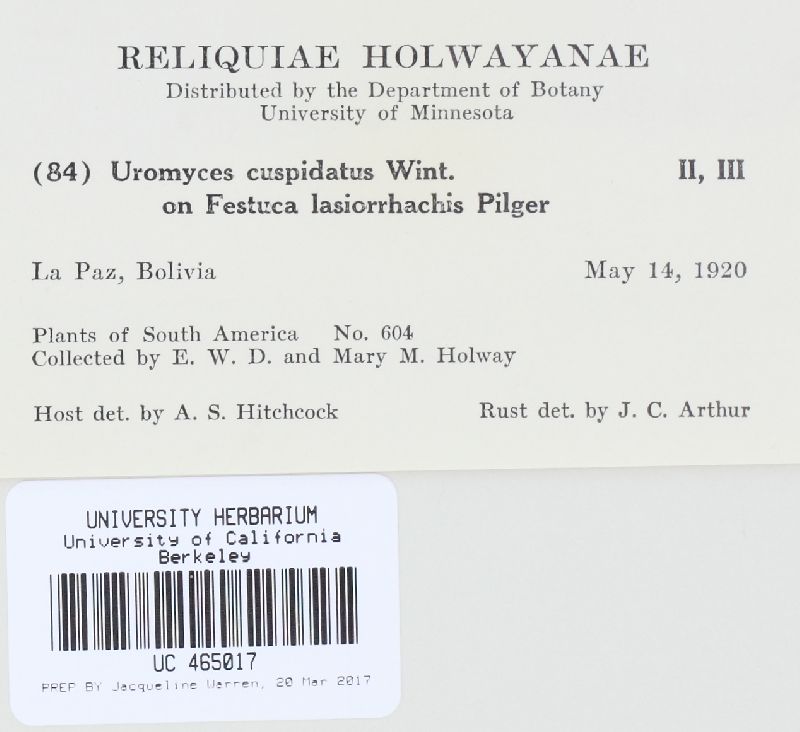 RELIQUIAE HOLWAYANAE
Distributed by the Department of Botany
University of Minnesota
(84) Uromyces cuspidatus Wint. II, III
on Festuca lasiorrhachis Pilger
La Paz, Bolivia May 14, 1920
Plants of South America No. 604
Collected by E. W. D. and Mary M. Holway
Host det. by A. S. Hitchcock Rust det. by J. C. Arthur
UNIVERSITY HERBARIUM
University of California
Berkeley
UC 465017
PREP BY Jacqueline Warren, 20 Mar 2017